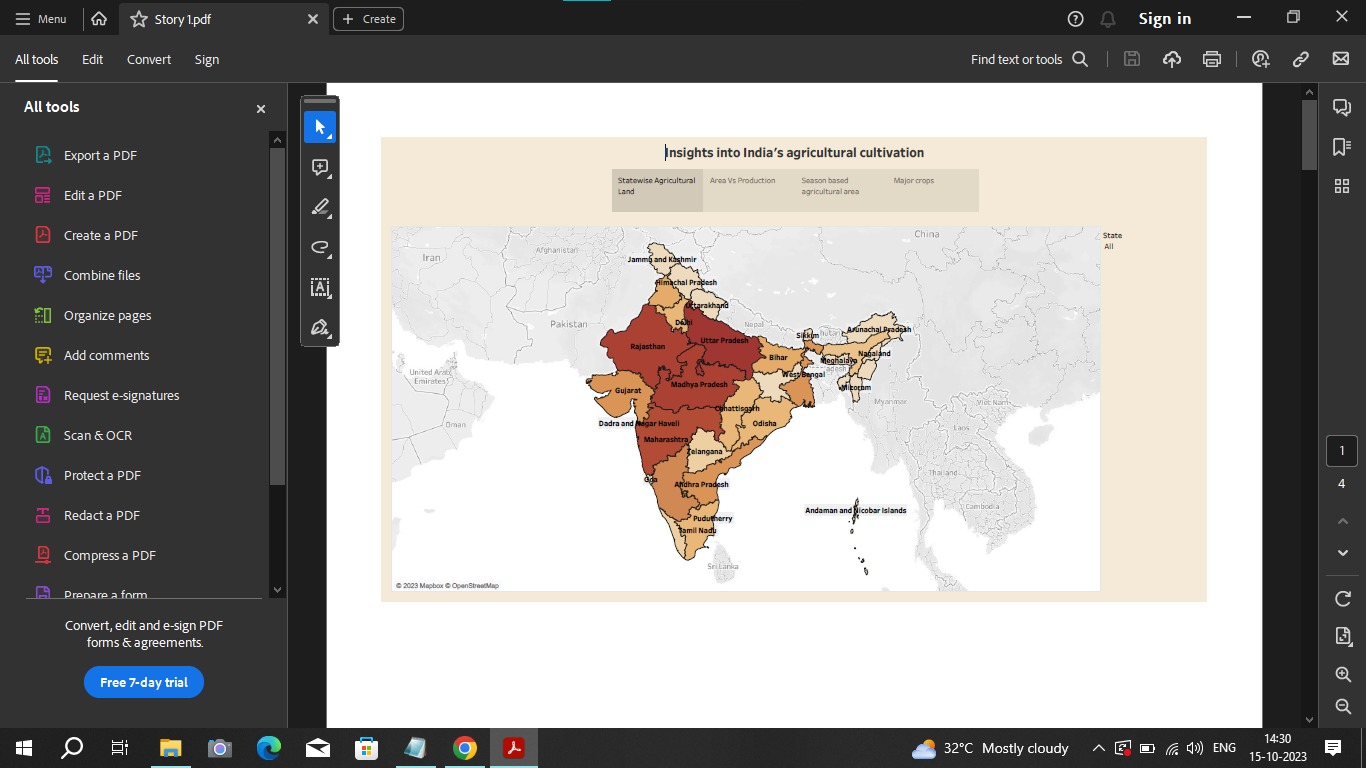 Menu
Story 1.pdf
Create
Sign in
All tools
Edit
Convert
Sign
Find text or tools
All tools
Export a PDF
Edit a PDF
Create a PDF
Combine files
Organize pages
Add comments
Request e-signatures
Scan & OCR
Protect a PDF
Redact a PDF
Compress a PDF
Prepare a form
Convert, edit and e-sign PDF
forms & agreements.
Free 7-day trial
Insights into India's agricultural cultivation
Statewise Agricultural
Land
Area Vs Production
Season based
agricultural area
Major crops
State
All
China
Iran
Afghanistan
Jammu and Kashmir
Himachal Pradesh
Uttarakhand
Pakistan
Delhi
Nepal
Arunachal Pradesh
Sikkim
Uttar Pradesh
Rajasthan
Nagaland
Bihar
Meghalaya
United Arab
Emirates
West Bengal
Madhya Pradesh
Mizoram
Gujarat
Myanmar
Viet Nam
Chhattisgarh
Oman
Dadra and Nagar Haveli
Odisha
Laos
Maharashtra
Telangana
Thailand
Goa
Andhra Pradesh
Cambodia
Andaman and Nicobar Islands
Puducherry
Tamil Nadu
Sri Lanka
© 2023 Mapbox © OpenStreetMap
1
4
32°C Mostly cloudy
ENG
14:30
15-10-2023